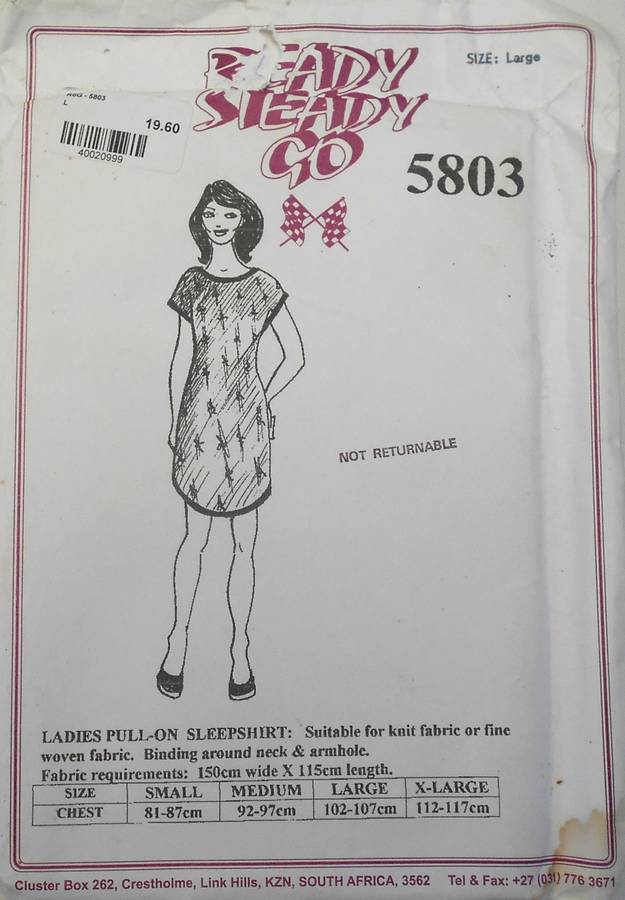 READY
STEADY
GO
SIZE: Large
RSG - 5803
L
19.60
40020999
5803
NOT RETURNABLE
LADIES PULL-ON SLEEPSHIRT: Suitable for knit fabric or fine
woven fabric. Binding around neck & armhole.
Fabric requirements: 150cm wide X 115cm length.
SIZE SMALL MEDIUM LARGE X-LARGE
CHEST 81-87cm 92-97cm 102-107cm 112-117cm
Cluster Box 262, Crestholme, Link Hills, KZN, SOUTH AFRICA, 3562 Tel & Fax: +27 (031) 776 3671